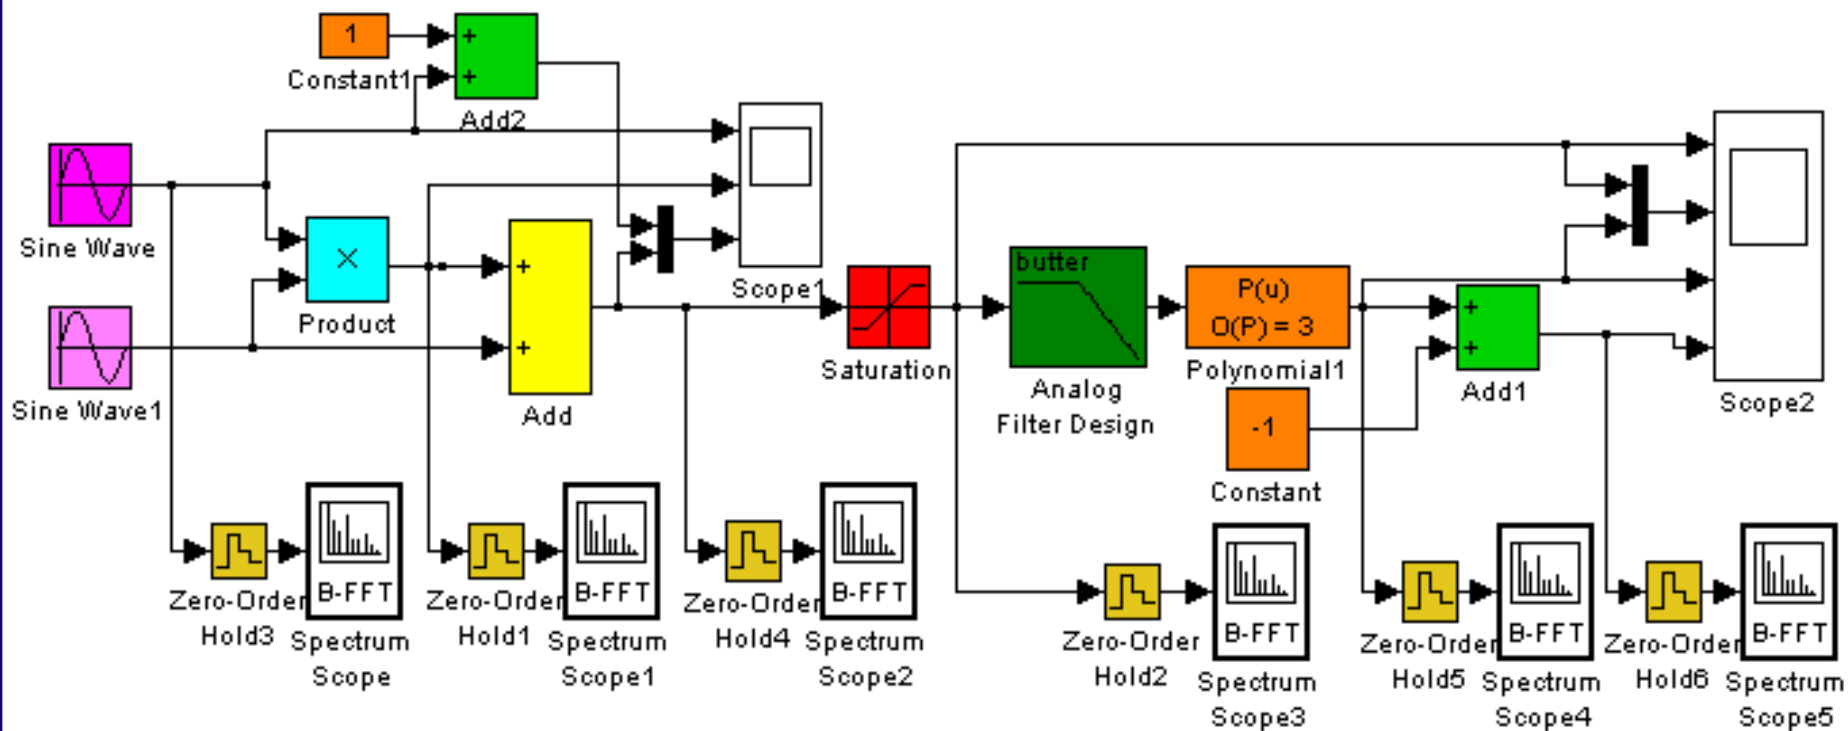 1
+
+
Constant1
Add2
Sine Wave
×
Product
+
+
Add
Scope1
Sine Wave1
Saturation
butter
Analog
Filter Design
P(u)
O(P) = 3
Polynomial1
+
+
Add1
-1
Constant
Scope2
Zero-Order
Hold3
B-FFT
Spectrum
Scope
Zero-Order
Hold1
B-FFT
Spectrum
Scope1
Zero-Order
Hold4
B-FFT
Spectrum
Scope2
Zero-Order
Hold2
B-FFT
Spectrum
Scope3
Zero-Order
Hold5
B-FFT
Spectrum
Scope4
Zero-Order
Hold6
B-FFT
Spectrum
Scope5